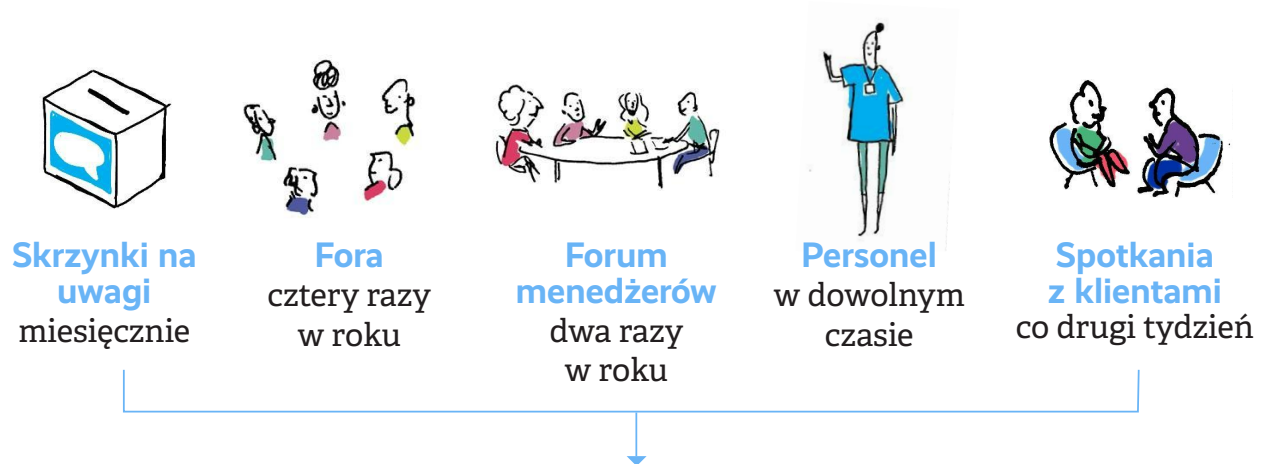 Skrzynki na
uwagi
miesięcznie
Fora
cztery razy
w roku
Forum
menedżerów
dwa razy
w roku
Personel
w dowolnym
czasie
Spotkania
z klientami
co drugi tydzień